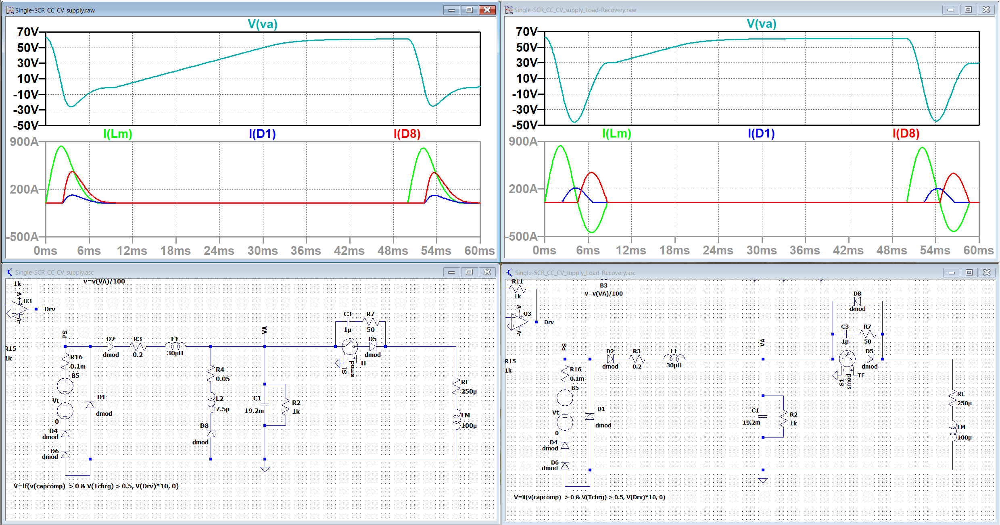 Single-SCR_CC_CV_supply.raw
V(va)
70V
50V
30V
10V
-10V
-30V
-50V
I(Lm) I(D1) I(D8)
900A
200A
-500A
0ms 6ms 12ms 18ms 24ms 30ms 36ms 42ms 48ms 54ms 60ms
Single-SCR_CC_CV_supply_Load-Recovery.raw
V(va)
70V
50V
30V
10V
-10V
-30V
-50V
I(Lm) I(D1) I(D8)
900A
200A
-500A
0ms 6ms 12ms 18ms 24ms 30ms 36ms 42ms 48ms 54ms 60ms
Single-SCR_CC_CV_supply.asc
v=v(VA)/100
1k
+V
U3
Drv
-V
C3 R7
1µ 50
PS
VA
D2 R3 L1 D5
dmod 0.2 30µH dmod
R15
1k
R16
0.1m
TF
S1
smod
B5
R4
0.05
RL
250µ
Vt
D1
L2
C1
R2
dmod
7.5µ
19.2m
1k
LM
100µ
0
D4
dmod
D8
dmod
D6
dmod
V=if(v(capcomp) > 0 & V(Tchrg) > 0.5, V(Drv)*10, 0)
Single-SCR_CC_CV_supply_Load-Recovery.asc
R11
1k
B3
v=v(VA)/100
D8
dmod
+V
U3
Drv
-V
C3 R7
1µ 50
PS
VA
D2 R3 L1 D5
dmod 0.2 30µH dmod
R15
1k
R16
0.1m
TF
S1
smod
B5
RL
250µ
Vt
D1
dmod
C1
19.2m
R2
1k
LM
100µ
0
D4
dmod
D6
dmod
V=if(v(capcomp) > 0 & V(Tchrg) > 0.5, V(Drv)*10, 0)